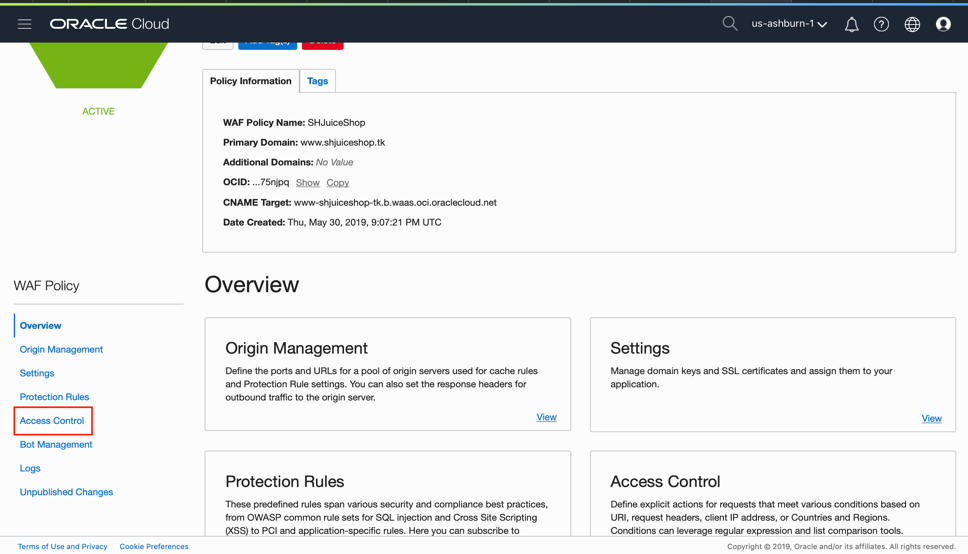 ORACLE Cloud
us-ashburn-1
ACTIVE
Policy Information
Tags
WAF Policy Name: SHJuiceShop
Primary Domain: www.shjuiceshop.tk
Additional Domains: No Value
OCID: ...75njpq Show Copy
CNAME Target: www-shjuiceshop-tk.b.waas.oci.oraclecloud.net
Date Created: Thu, May 30, 2019, 9:07:21 PM UTC
WAF Policy
Overview
Origin Management
Settings
Protection Rules
Access Control
Bot Management
Logs
Unpublished Changes
Overview
Origin Management
Define the ports and URLs for a pool of origin servers used for cache rules
and Protection Rule settings. You can also set the response headers for
outbound traffic to the origin server.
View
Settings
Manage domain keys and SSL certificates and assign them to your
application.
View
Protection Rules
These predefined rules span various security and compliance best practices,
from OWASP common rule sets for SQL injection and Cross Site Scripting
(XSS) to PCI and application-specific rules. Here you can subscribe to
Access Control
Define explicit actions for requests that meet various conditions based on
URI, request headers, client IP address, or Countries and Regions.
Conditions can leverage regular expression and list comparison tools.
Terms of Use and Privacy
Cookie Preferences
Copyright © 2019, Oracle and/or its affiliates. All rights reserved.